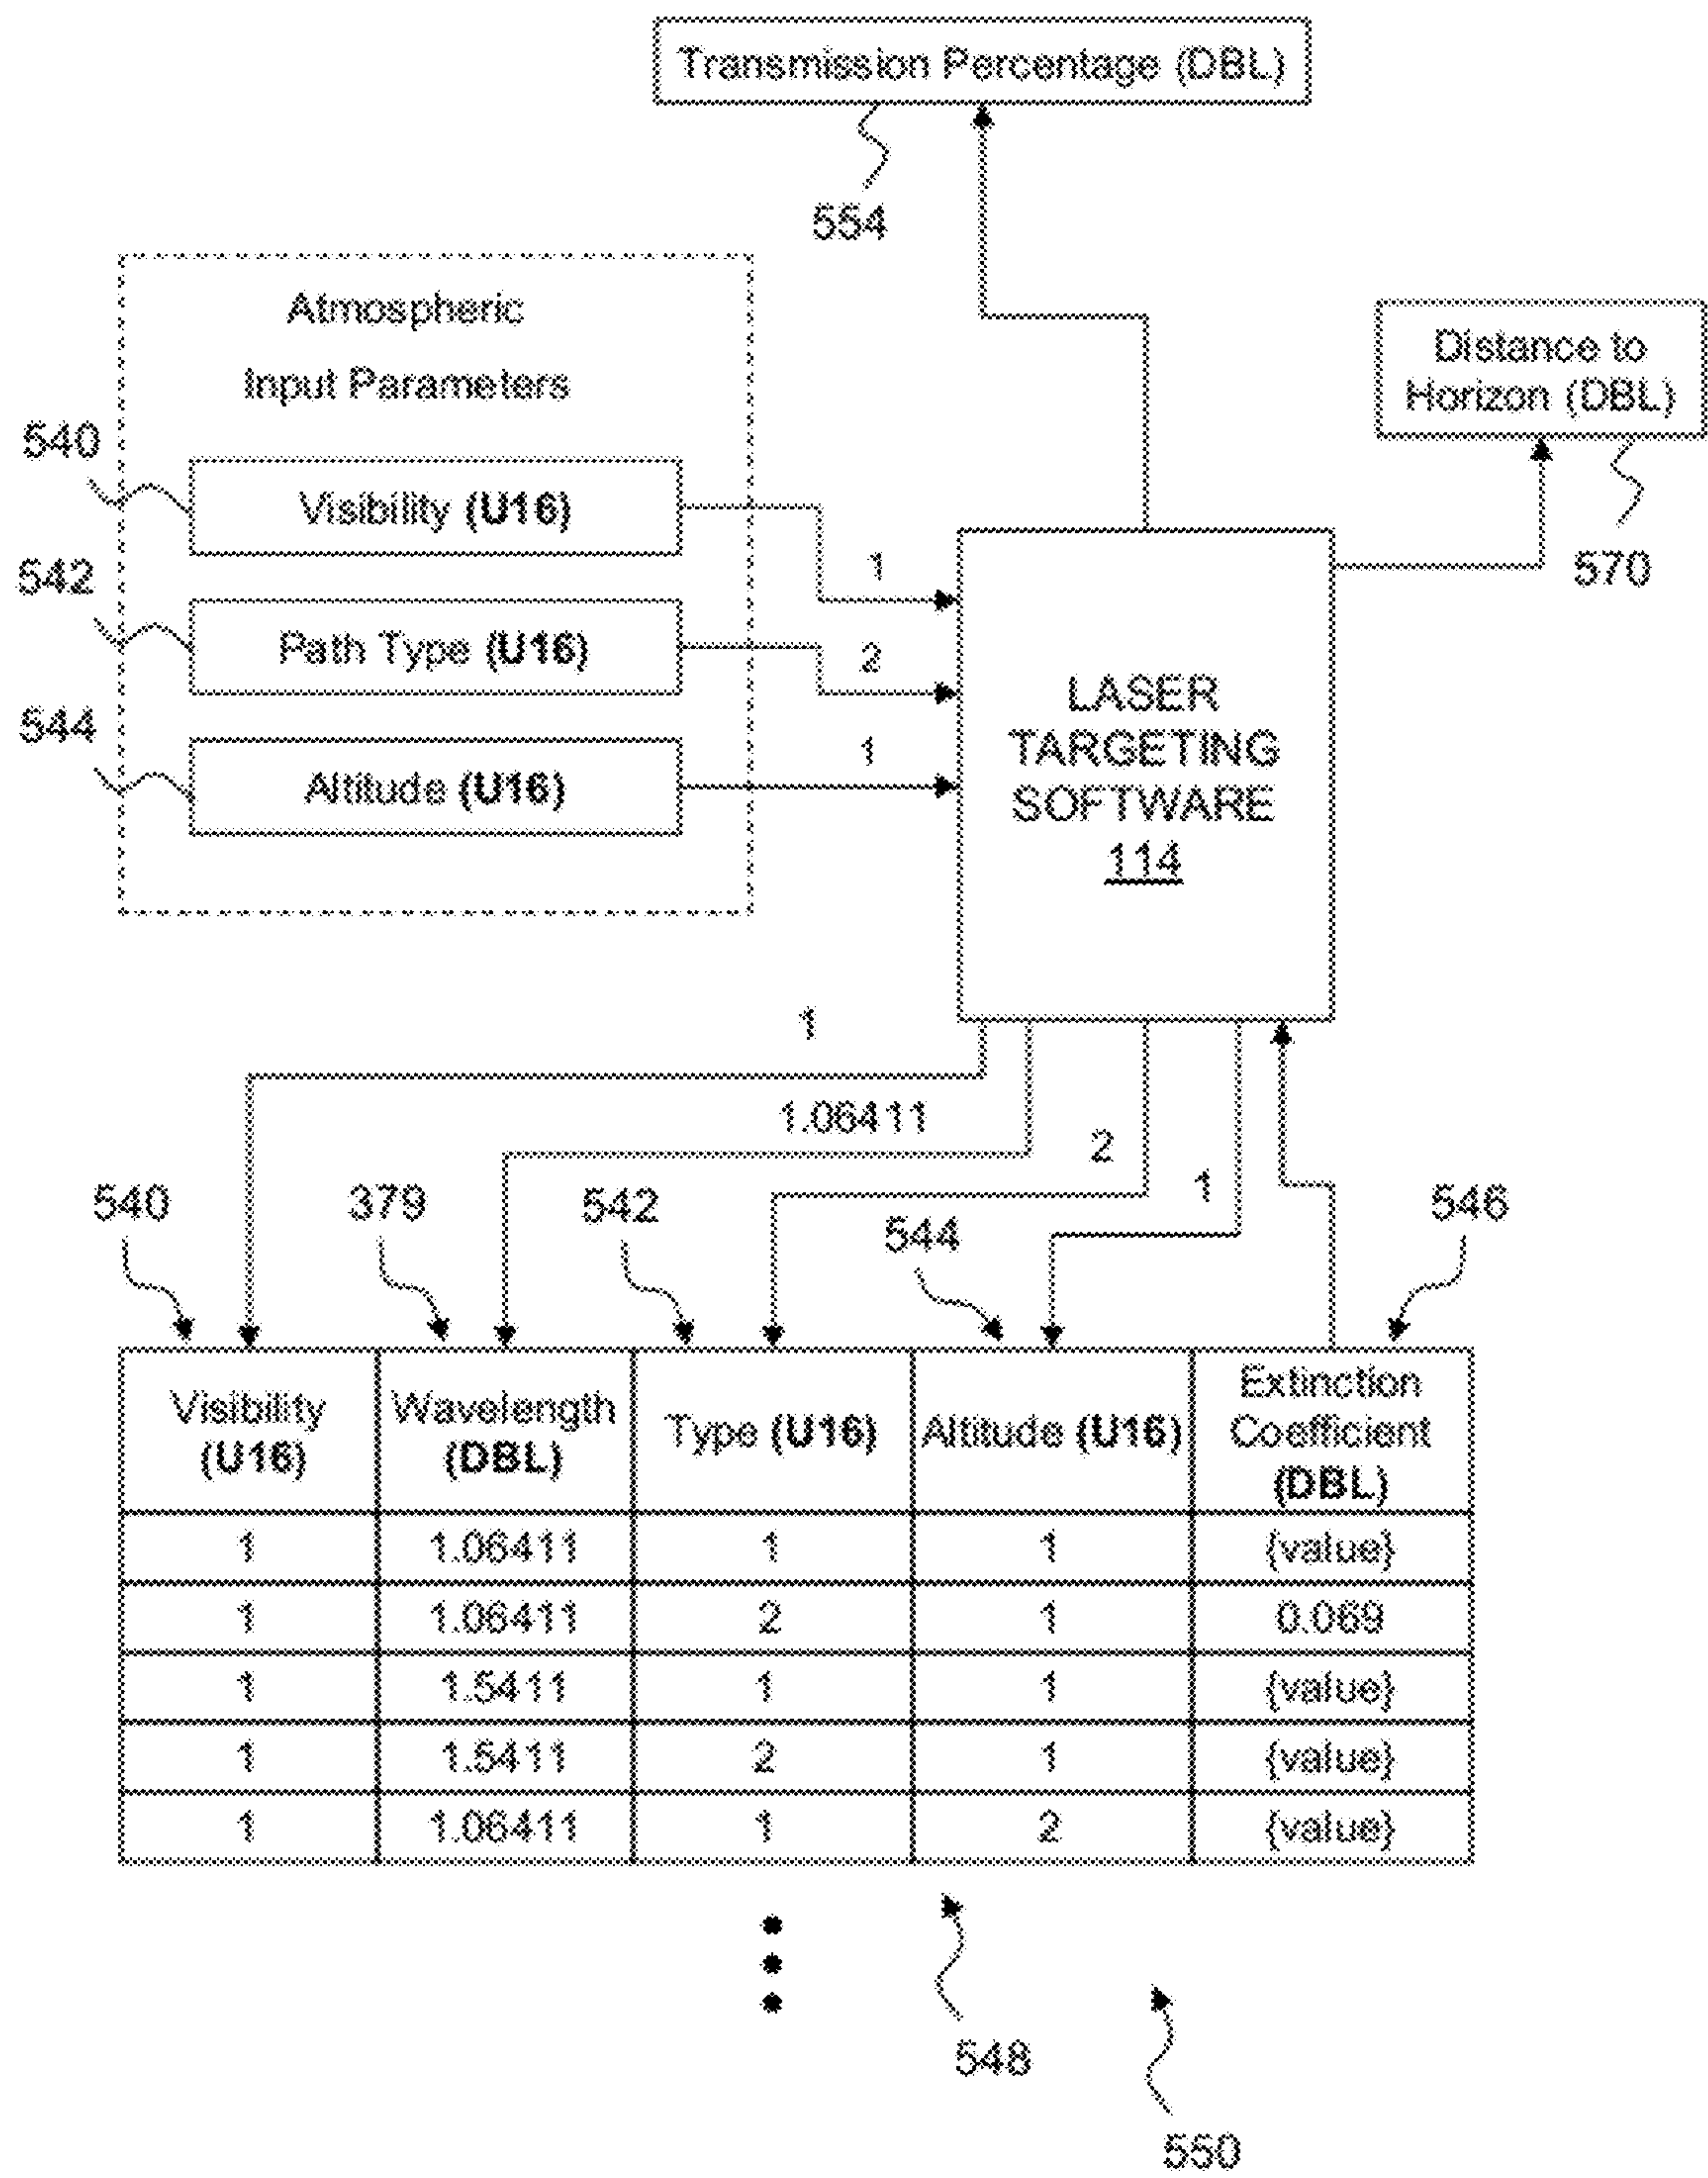 Transmission Percentage (DBL)
554
Atmospheric
Input Parameters
Distance to
Horizon (DBL)
570
540
Visibility (U16)
1
542
Path Type (U16)
2
544
Altitude (U16)
1
LASER
TARGETING
SOFTWARE
114
1
1.06411
2
1
540
379
542
544
546
Visibility
(U16)
Wavelength
(DBL)
Type (U16)
Altitude (U16)
Extinction
Coefficient
(DBL)
1 1.06411 1 1 {value}
1 1.06411 2 1 0.069
1 1.5411 1 1 {value}
1 1.5411 2 1 {value}
1 1.06411 1 2 {value}
548
550